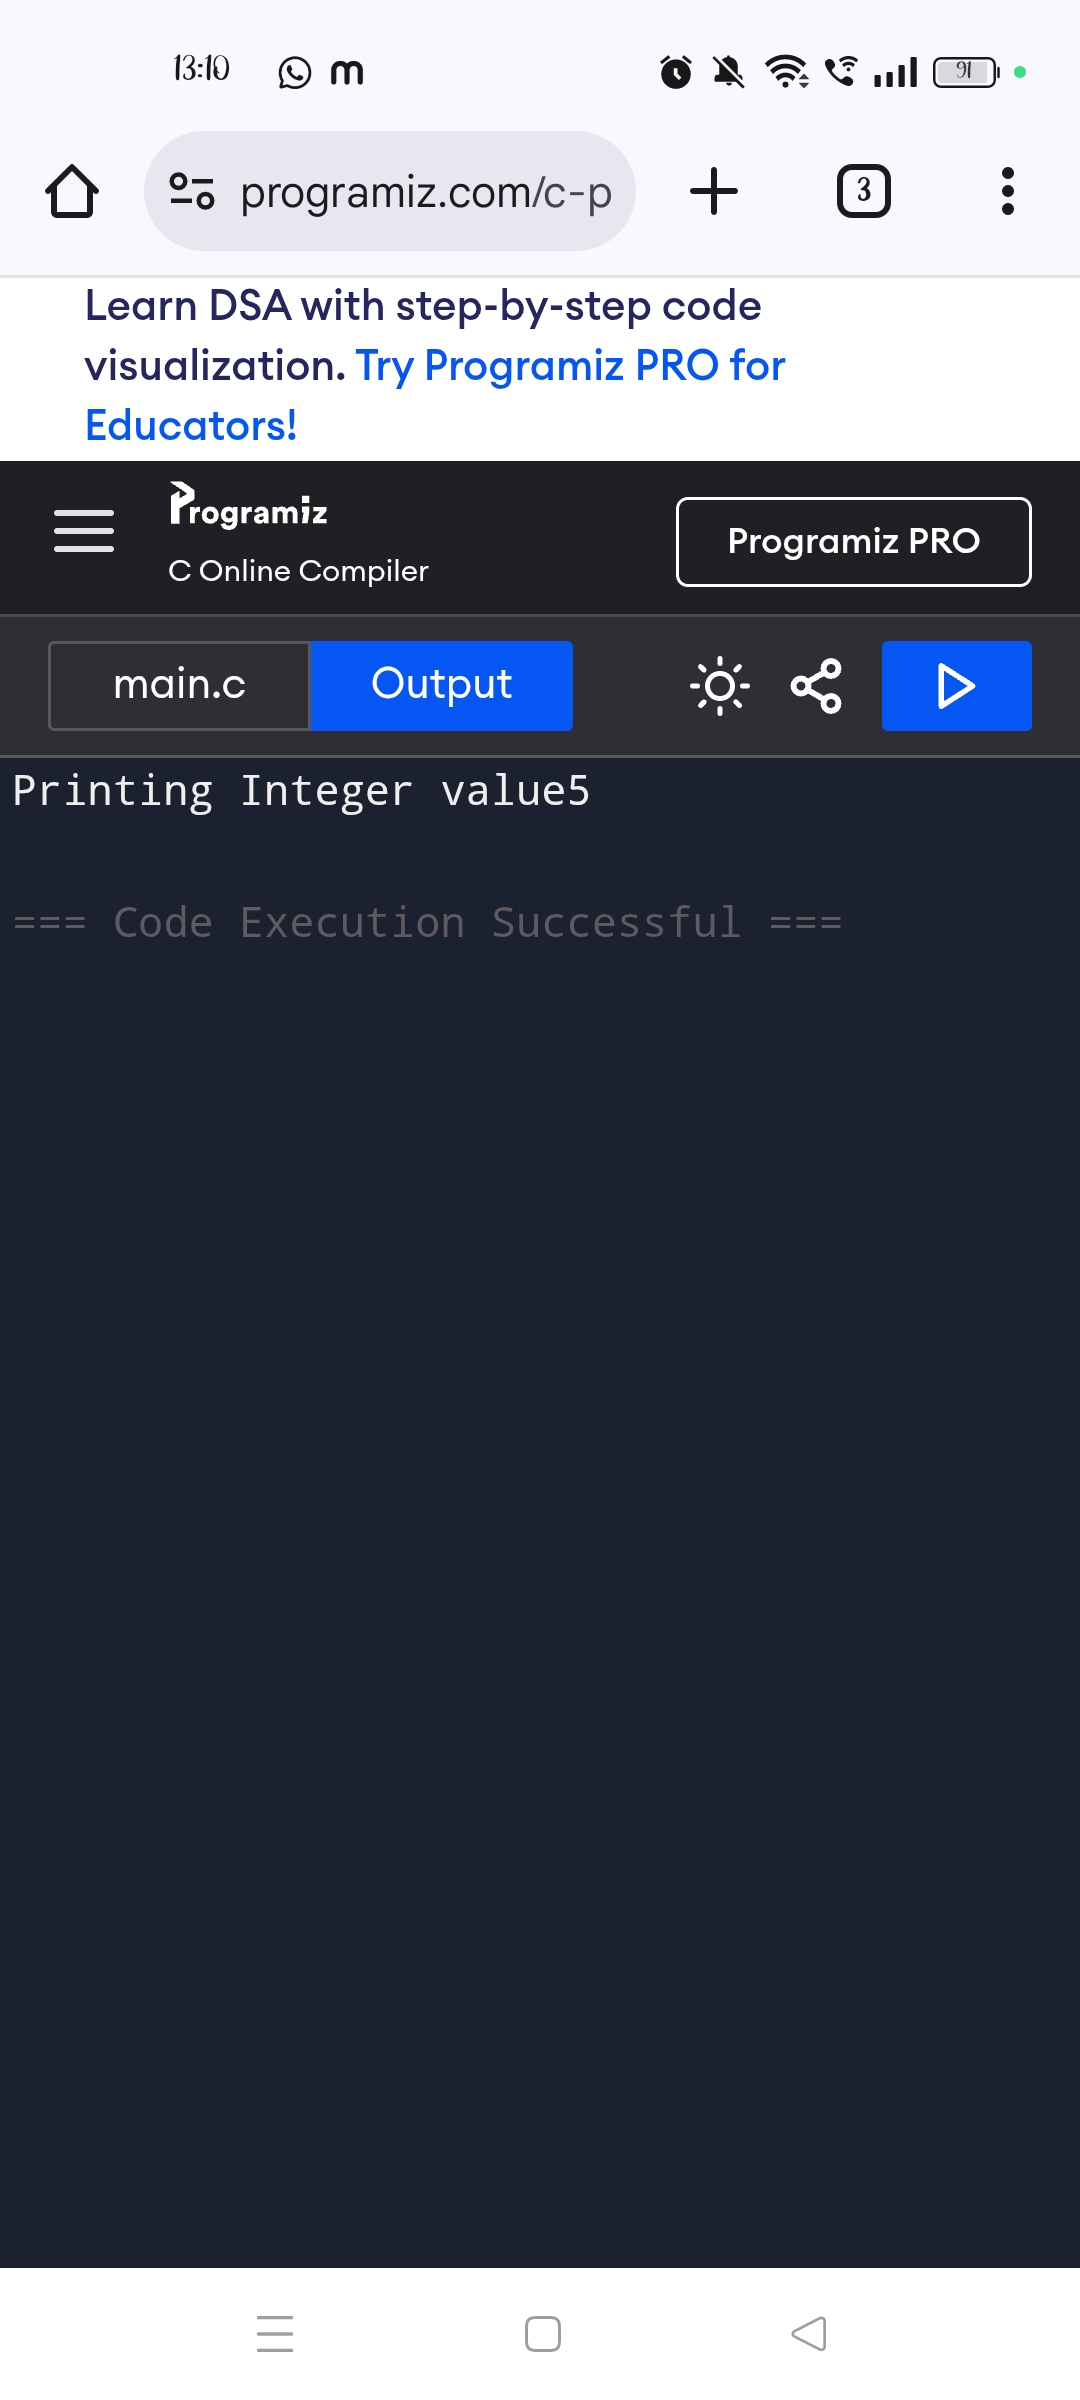 13:10
91
programiz.com/c-p
3
Learn DSA with step-by-step code
visualization. Try Programiz PRO for
Educators!
Programiz
C Online Compiler
Programiz PRO
main.c
Output
Printing Integer value5
=== Code Execution Successful ===